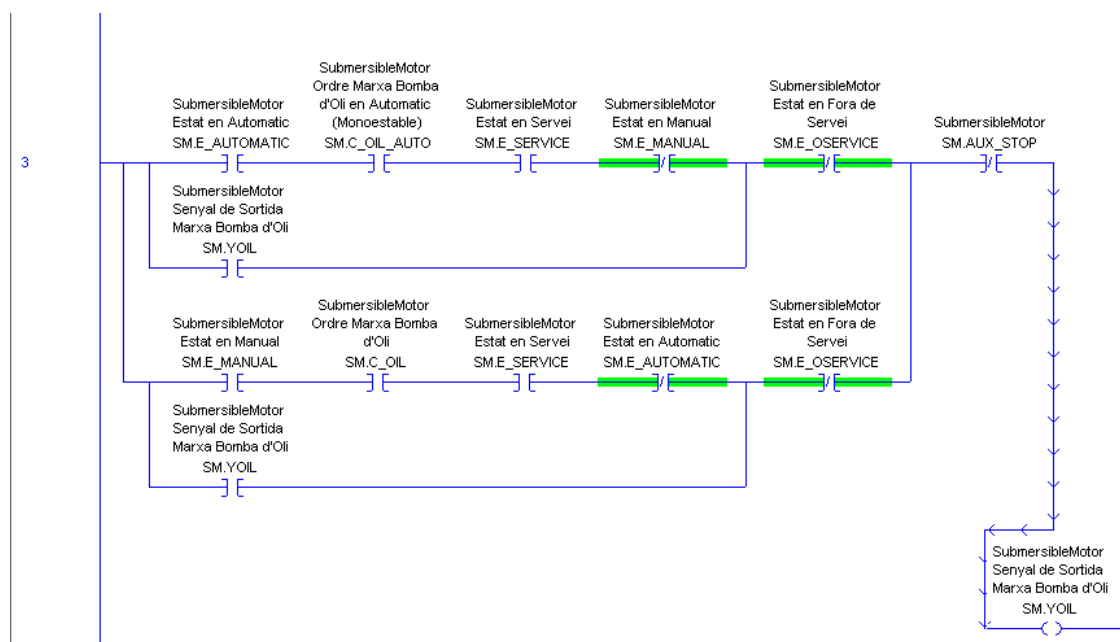 SubmersibleMotor
Estat en Automatic
SM.E_AUTOMATIC
SubmersibleMotor
Ordre Marxa Bomba
d'Oli en Automatic
(Monoestable)
SM.C_OIL_AUTO
SubmersibleMotor
Estat en Servei
SM.E_SERVICE
SubmersibleMotor
Estat en Manual
SM.E_MANUAL
SubmersibleMotor
Estat en Fora de
Servei
SM.E_OSERVICE
SubmersibleMotor
SM.AUX_STOP
3
SubmersibleMotor
Senyal de Sortida
Marxa Bomba d'Oli
SM.YOIL
SubmersibleMotor
Estat en Manual
SM.E_MANUAL
SubmersibleMotor
Ordre Marxa Bomba
d'Oli
SM.C_OIL
SubmersibleMotor
Estat en Servei
SM.E_SERVICE
SubmersibleMotor
Estat en Automatic
SM.E_AUTOMATIC
SubmersibleMotor
Estat en Fora de
Servei
SM.E_OSERVICE
SubmersibleMotor
Senyal de Sortida
Marxa Bomba d'Oli
SM.YOIL
SubmersibleMotor
Senyal de Sortida
Marxa Bomba d'Oli
SM.YOIL